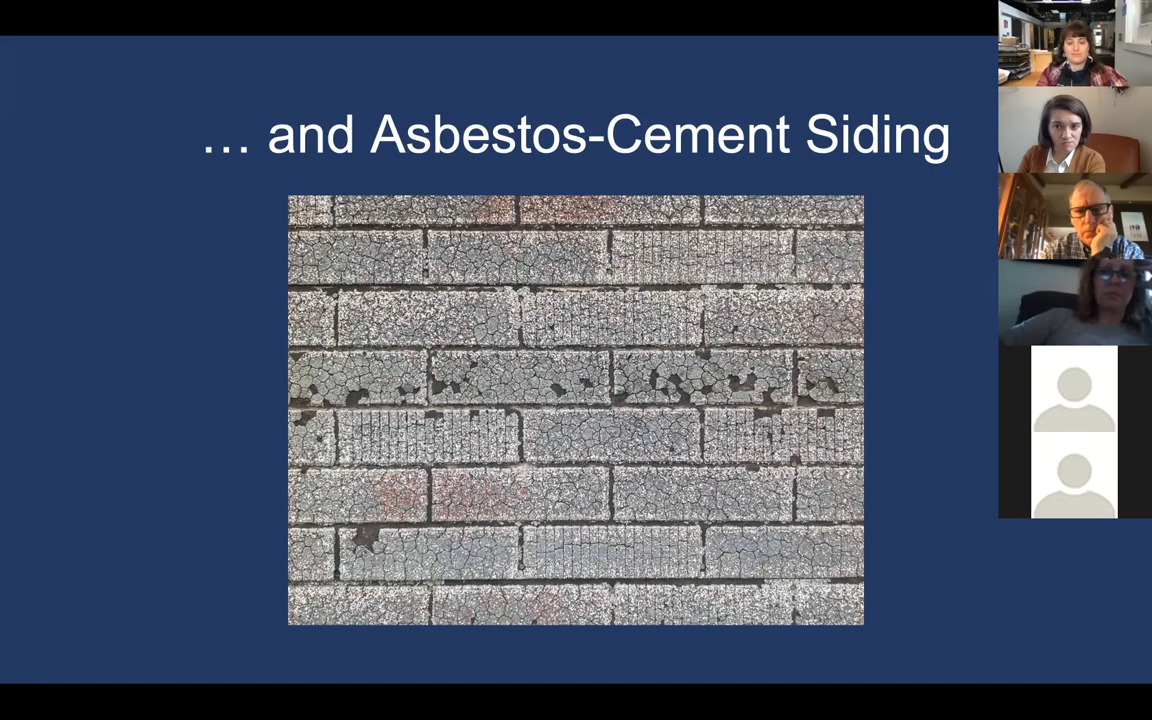 … and Asbestos-Cement Siding